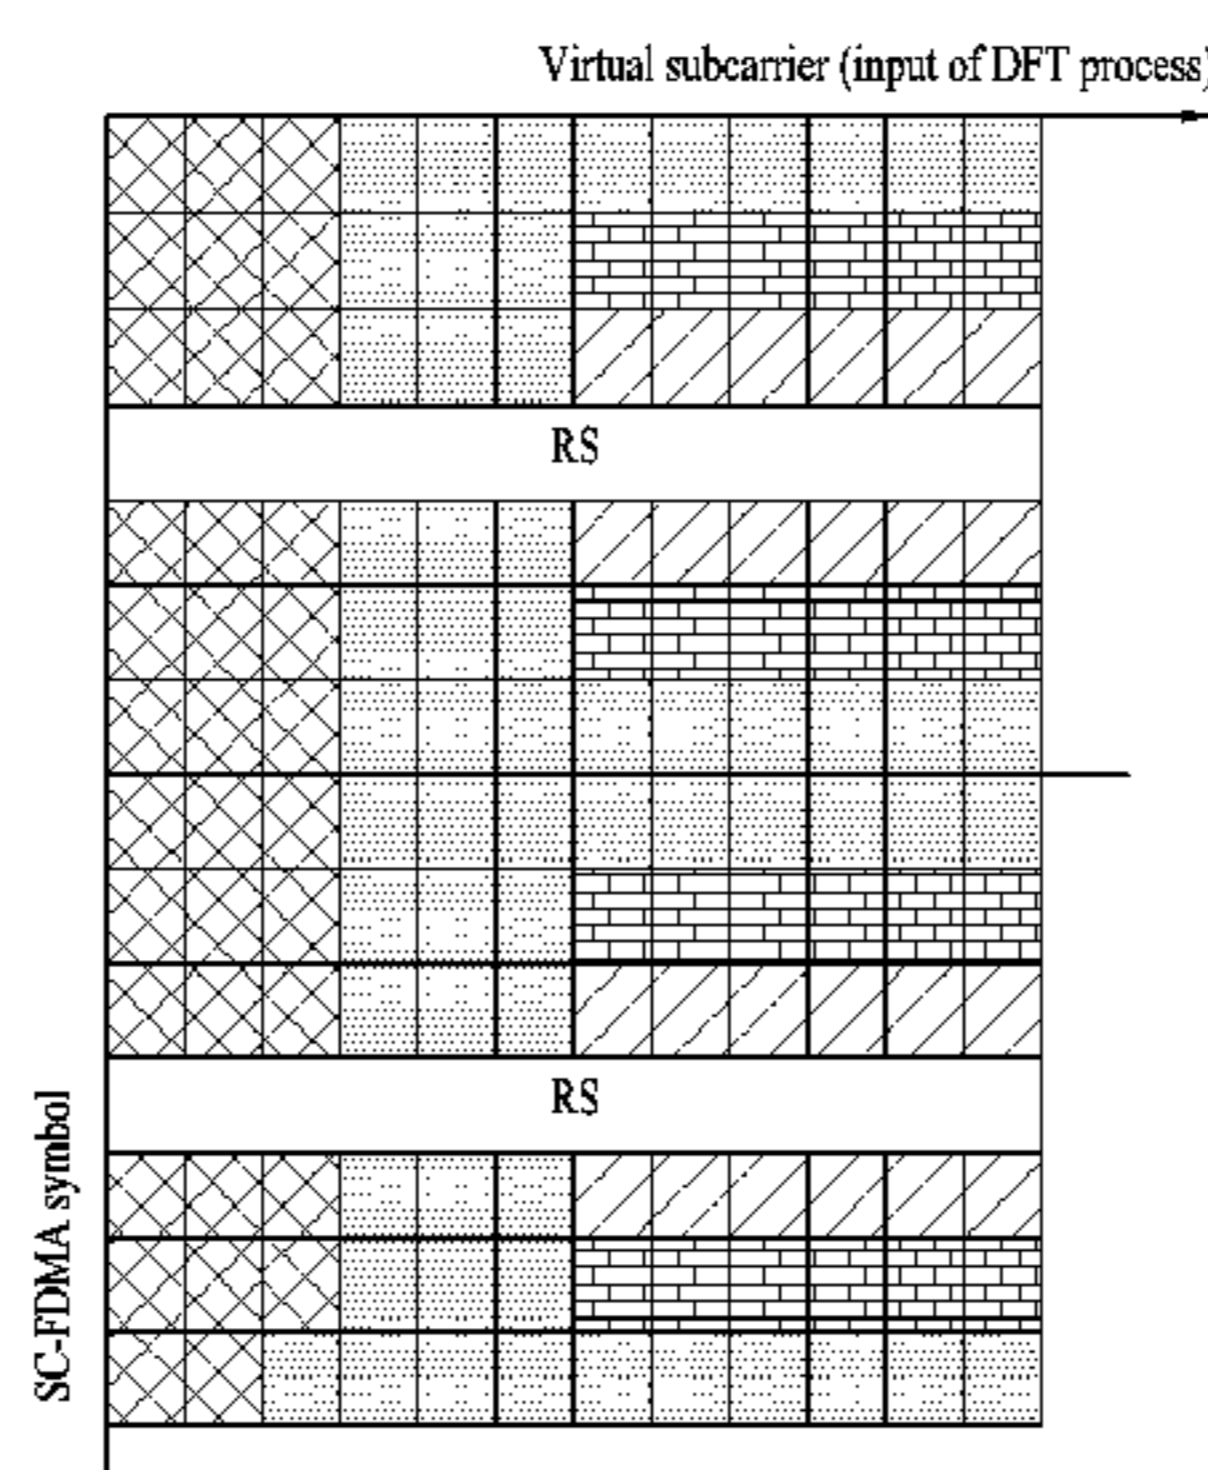 Virtual subcarrier (input of DFT process)
RS
RS
SC-FDMA symbol